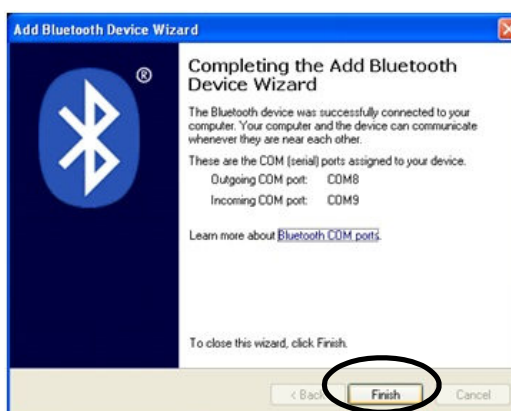 Add Bluetooth Device Wizard
®
Completing the Add Bluetooth
Device Wizard
The Bluetooth device was successfully connected to your
computer. Your computer and the device can communicate
whenever they are near each other.
These are the COM (serial) ports assigned to your device.
Outgoing COM port: COM8
Incoming COM port: COM9
Learn more about Bluetooth COM ports.
To close this wizard, click Finish.
< Back Finish Cancel